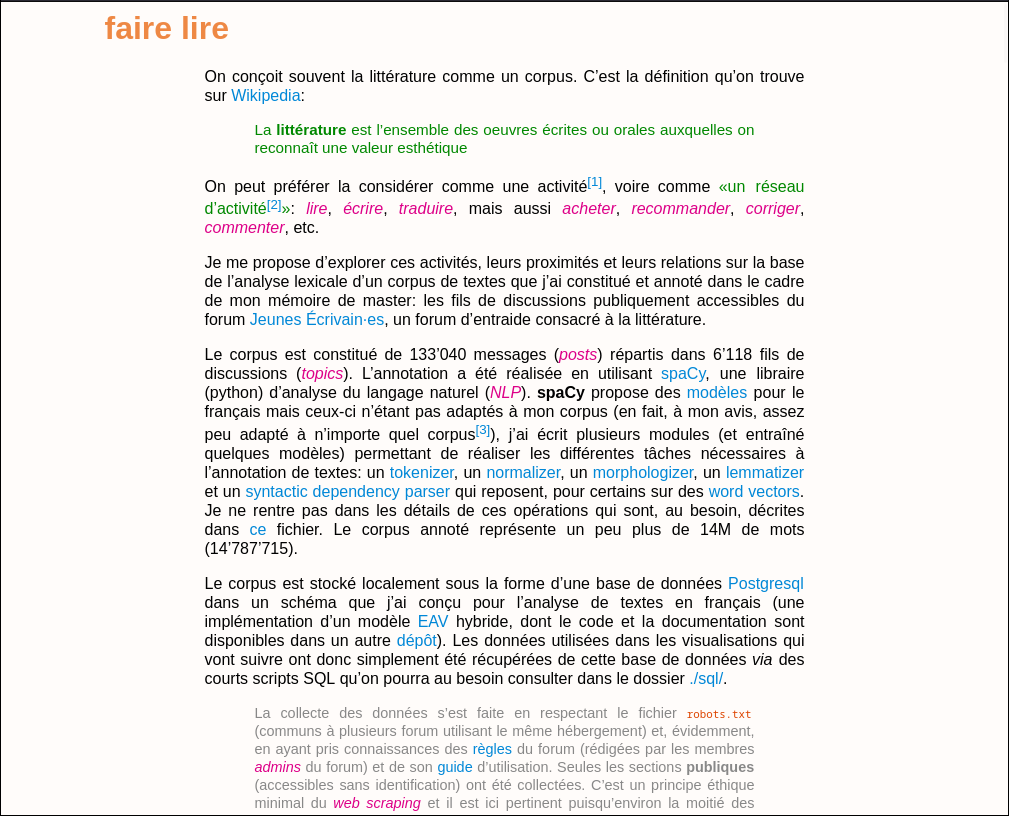 faire lire
On conçoit souvent la littérature comme un corpus. C’est la définition qu’on trouve
sur Wikipedia:
La littérature est l’ensemble des oeuvres écrites ou orales auxquelles on
reconnaît une valeur esthétique
On peut préférer la considérer comme une activité[1], voire comme «un réseau
d’activité[2]»: lire, écrire, traduire, mais aussi acheter, recommander, corriger,
commenter, etc.
Je me propose d’explorer ces activités, leurs proximités et leurs relations sur la base
de l’analyse lexicale d’un corpus de textes que j’ai constitué et annoté dans le cadre
de mon mémoire de master: les fils de discussions publiquement accessibles du
forum Jeunes Écrivain·es, un forum d’entraide consacré à la littérature.
Le corpus est constitué de 133’040 messages (posts) répartis dans 6’118 fils de
discussions (topics). L’annotation a été réalisée en utilisant spaCy, une libraire
(python) d’analyse du langage naturel (NLP). spaCy propose des modèles pour le
français mais ceux-ci n’étant pas adaptés à mon corpus (en fait, à mon avis, assez
peu adapté à n’importe quel corpus[3]), j’ai écrit plusieurs modules (et entraîné
quelques modèles) permettant de réaliser les différentes tâches nécessaires à
l’annotation de textes: un tokenizer, un normalizer, un morphologizer, un lemmatizer
et un syntactic dependency parser qui reposent, pour certains sur des word vectors.
Je ne rentre pas dans les détails de ces opérations qui sont, au besoin, décrites
dans ce fichier. Le corpus annoté représente un peu plus de 14M de mots
(14’787’715).
Le corpus est stocké localement sous la forme d’une base de données Postgresql
dans un schéma que j’ai conçu pour l’analyse de textes en français (une
implémentation d’un modèle EAV hybride, dont le code et la documentation sont
disponibles dans un autre dépôt). Les données utilisées dans les visualisations qui
vont suivre ont donc simplement été récupérées de cette base de données via des
courts scripts SQL qu’on pourra au besoin consulter dans le dossier ./sql/.
La collecte des données s’est faite en respectant le fichier robots.txt
(communs à plusieurs forum utilisant le même hébergement) et, évidemment,
en ayant pris connaissances des règles du forum (rédigées par les membres
admins du forum) et de son guide d’utilisation. Seules les sections publiques
(accessibles sans identification) ont été collectées. C’est un principe éthique
minimal du web scraping et il est ici pertinent puisqu’environ la moitié des